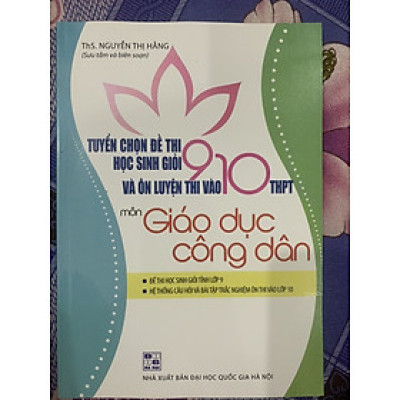 ThS. NGUYỄN THỊ HẰNG
(Sưu tầm và biên soạn)
TUYỂN CHỌN ĐỀ THI
HỌC SINH GIỎI 9
VÀ ÔN LUYỆN THI VÀO 10 THPT
môn Giáo dục
công dân
ĐỀ THI HỌC SINH GIỎI TỈNH LỚP 9
HỆ THỐNG CÂU HỎI VÀ BÀI TẬP TRẮC NGHIỆM ÔN THI VÀO LỚP 10
NHÀ XUẤT BẢN ĐẠI HỌC QUỐC GIA HÀ NỘI